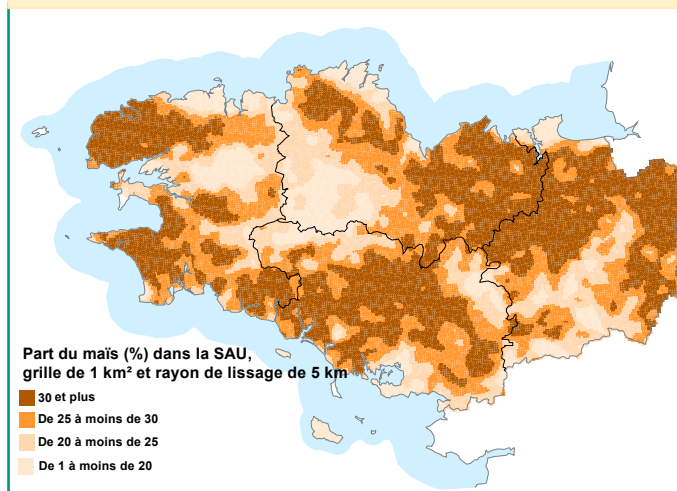 Part du maïs (%) dans la SAU,
grille de 1 km² et rayon de lissage de 5 km
30 et plus
De 25 à moins de 30
De 20 à moins de 25
De 1 à moins de 20